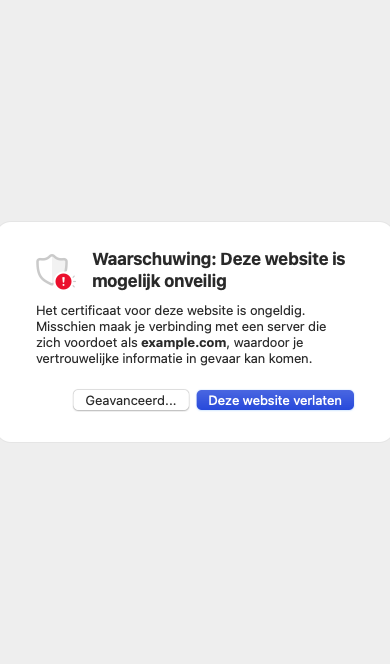 Waarschuwing: Deze website is
mogelijk onveilig
Het certificaat voor deze website is ongeldig.
Misschien maak je verbinding met een server die
zich voordoet als example.com, waardoor je
vertrouwelijke informatie in gevaar kan komen.
Geavanceerd...
Deze website verlaten